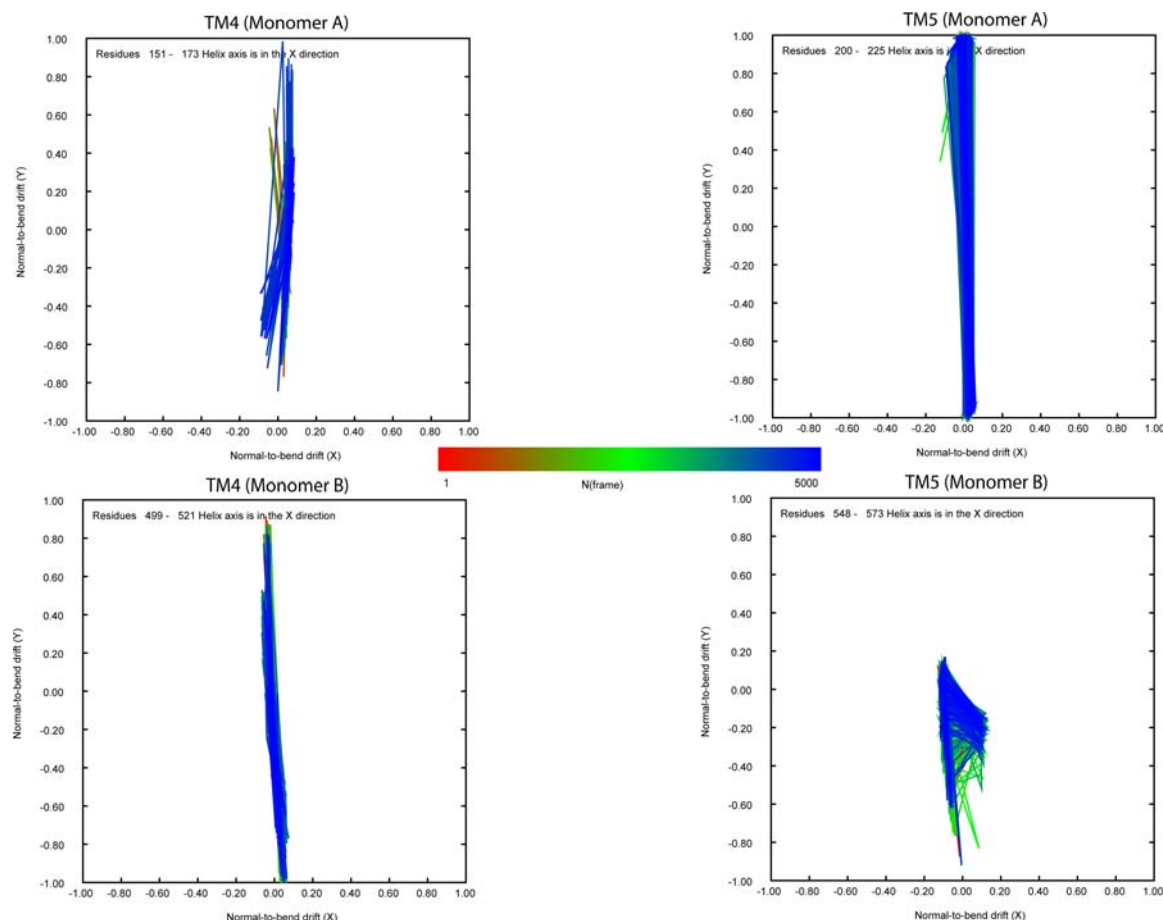 TM4 (Monomer A)
Residues 151 - 173 Helix axis is in the X direction
1.00
0.80
0.60
0.40
0.20
0.00
-0.20
-0.40
-0.60
-0.80
-1.00
Normal-to-bend drift (Y)
-1.00 -0.80 -0.60 -0.40 -0.20 0.00 0.20 0.40 0.60 0.80 1.00
Normal-to-bend drift (X)
TM5 (Monomer A)
Residues 200 - 225 Helix axis is in the X direction
1.00
0.80
0.60
0.40
0.20
0.00
-0.20
-0.40
-0.60
-0.80
-1.00
Normal-to-bend drift (Y)
-1.00 -0.80 -0.60 -0.40 -0.20 0.00 0.20 0.40 0.60 0.80 1.00
Normal-to-bend drift (X)
1 N(frame) 5000
TM4 (Monomer B)
Residues 499 - 521 Helix axis is in the X direction
1.00
0.80
0.60
0.40
0.20
0.00
-0.20
-0.40
-0.60
-0.80
-1.00
Normal-to-bend drift (Y)
-1.00 -0.80 -0.60 -0.40 -0.20 0.00 0.20 0.40 0.60 0.80 1.00
Normal-to-bend drift (X)
TM5 (Monomer B)
Residues 548 - 573 Helix axis is in the X direction
1.00
0.80
0.60
0.40
0.20
0.00
-0.20
-0.40
-0.60
-0.80
-1.00
Normal-to-bend drift (Y)
-1.00 -0.80 -0.60 -0.40 -0.20 0.00 0.20 0.40 0.60 0.80 1.00
Normal-to-bend drift (X)